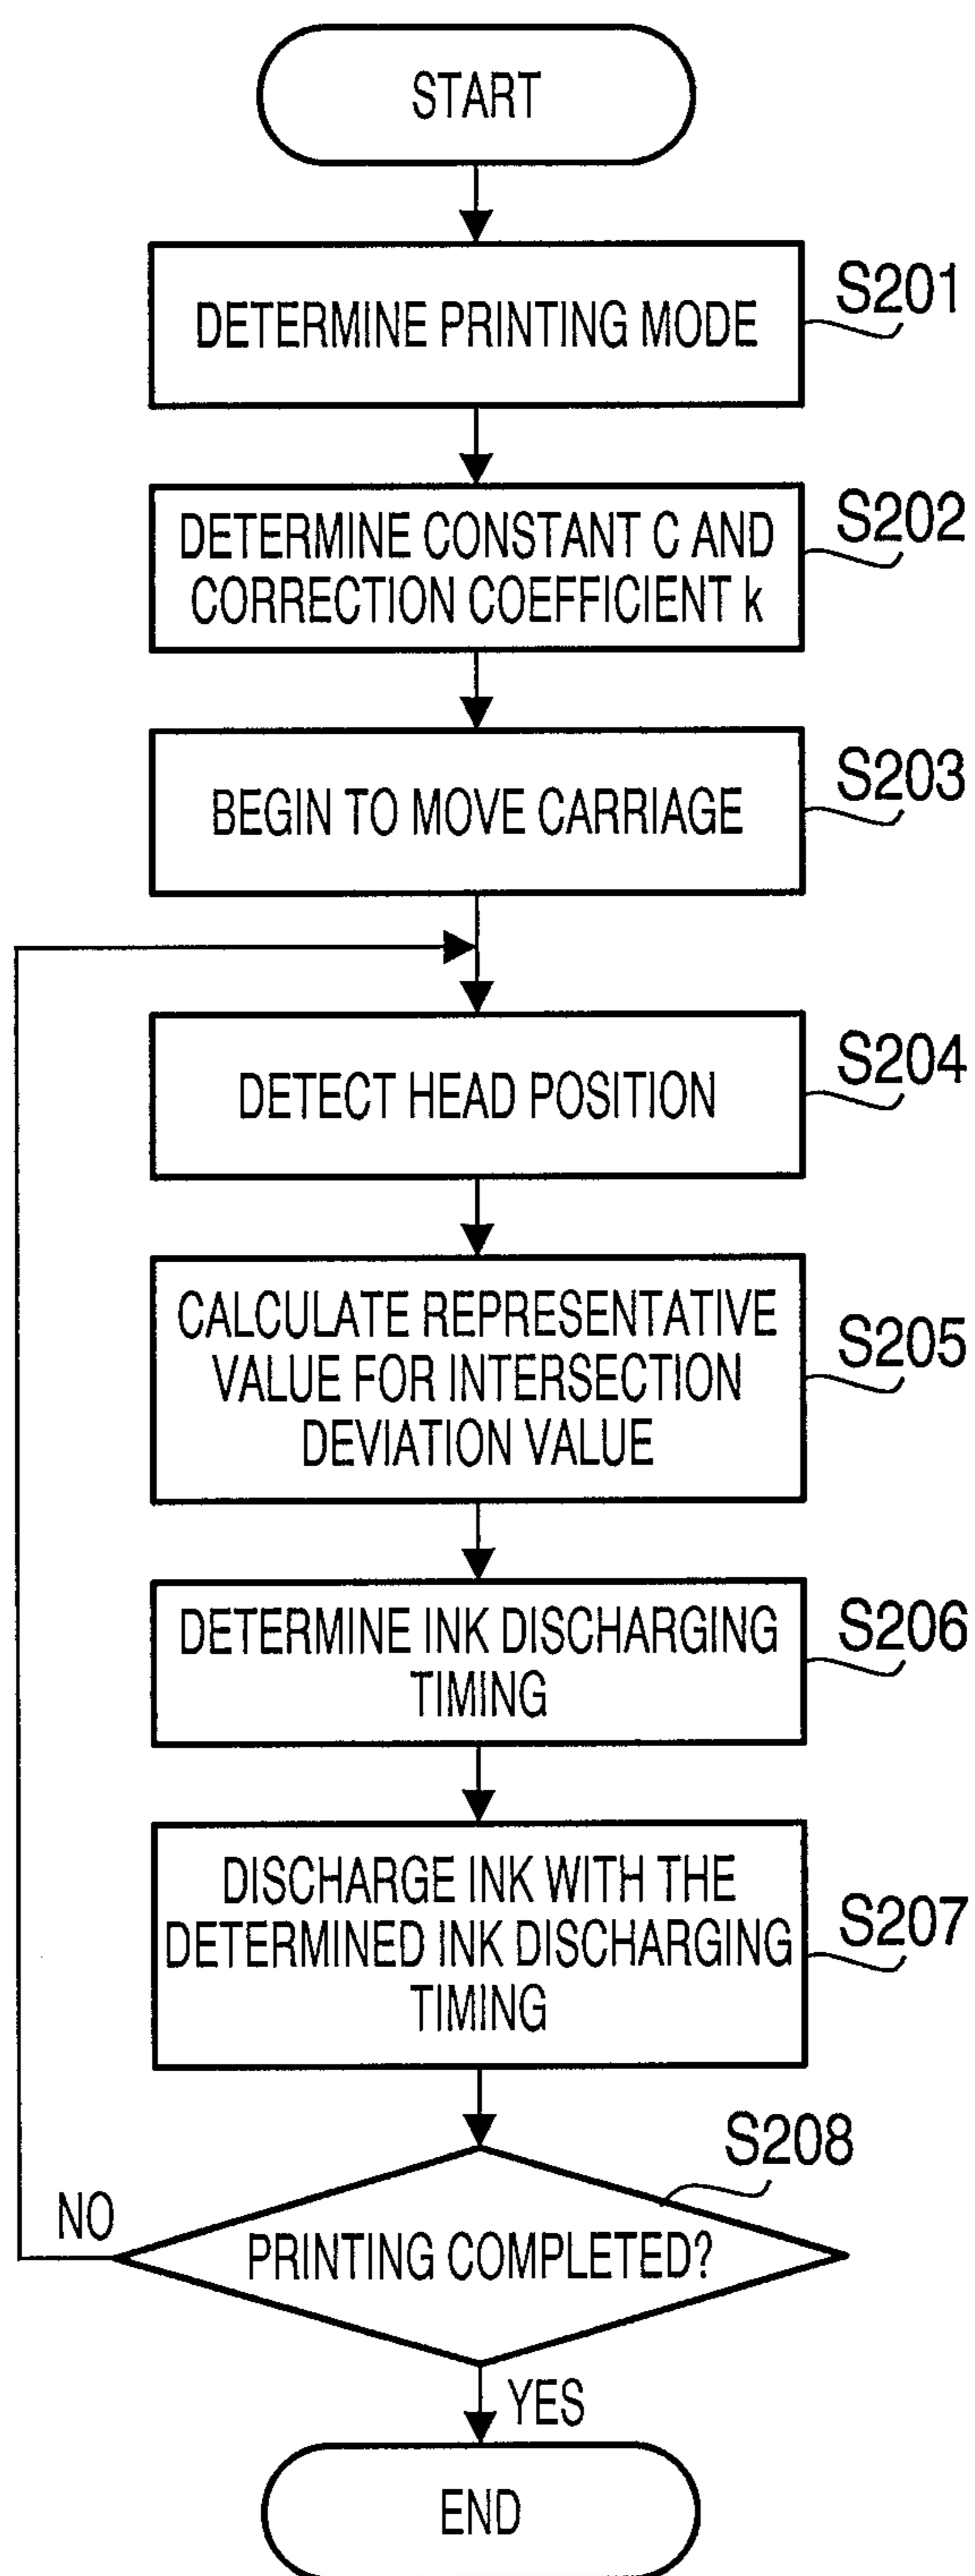 START
DETERMINE PRINTING MODE
S201
DETERMINE CONSTANT C AND
CORRECTION COEFFICIENT k
S202
BEGIN TO MOVE CARRIAGE
S203
DETECT HEAD POSITION
S204
CALCULATE REPRESENTATIVE
VALUE FOR INTERSECTION
DEVIATION VALUE
S205
DETERMINE INK DISCHARGING
TIMING
S206
DISCHARGE INK WITH THE
DETERMINED INK DISCHARGING
TIMING
S207
S208
NO
PRINTING COMPLETED?
YES
END